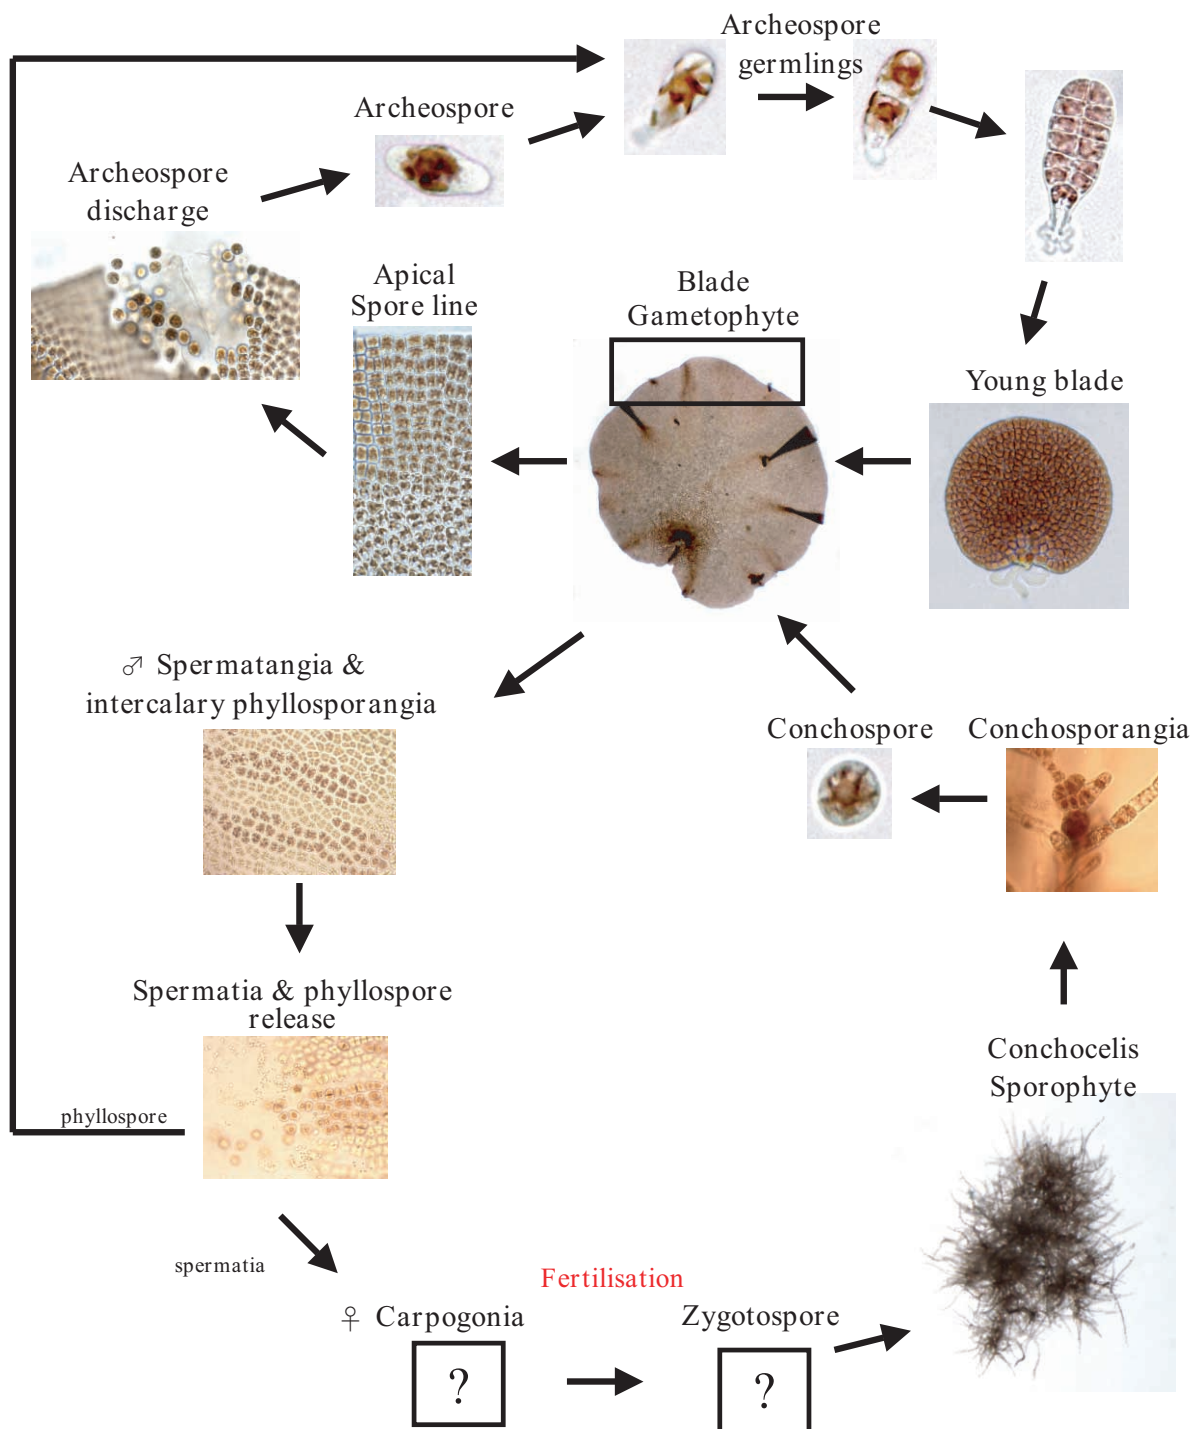 Archeospore
germlings
Archeospore
Archeospore
discharge
Apical
Spore line
Blade
Gametophyte
Young blade
♂ Spermatangia &
intercalary phyllosporangia
Conchospore
Conchosporangia
Spermatia & phyllospore
release
phyllospore
Conchocelis
Sporophyte
spermatia
Fertilisation
♀ Carpogonia
Zygotospore
?
?